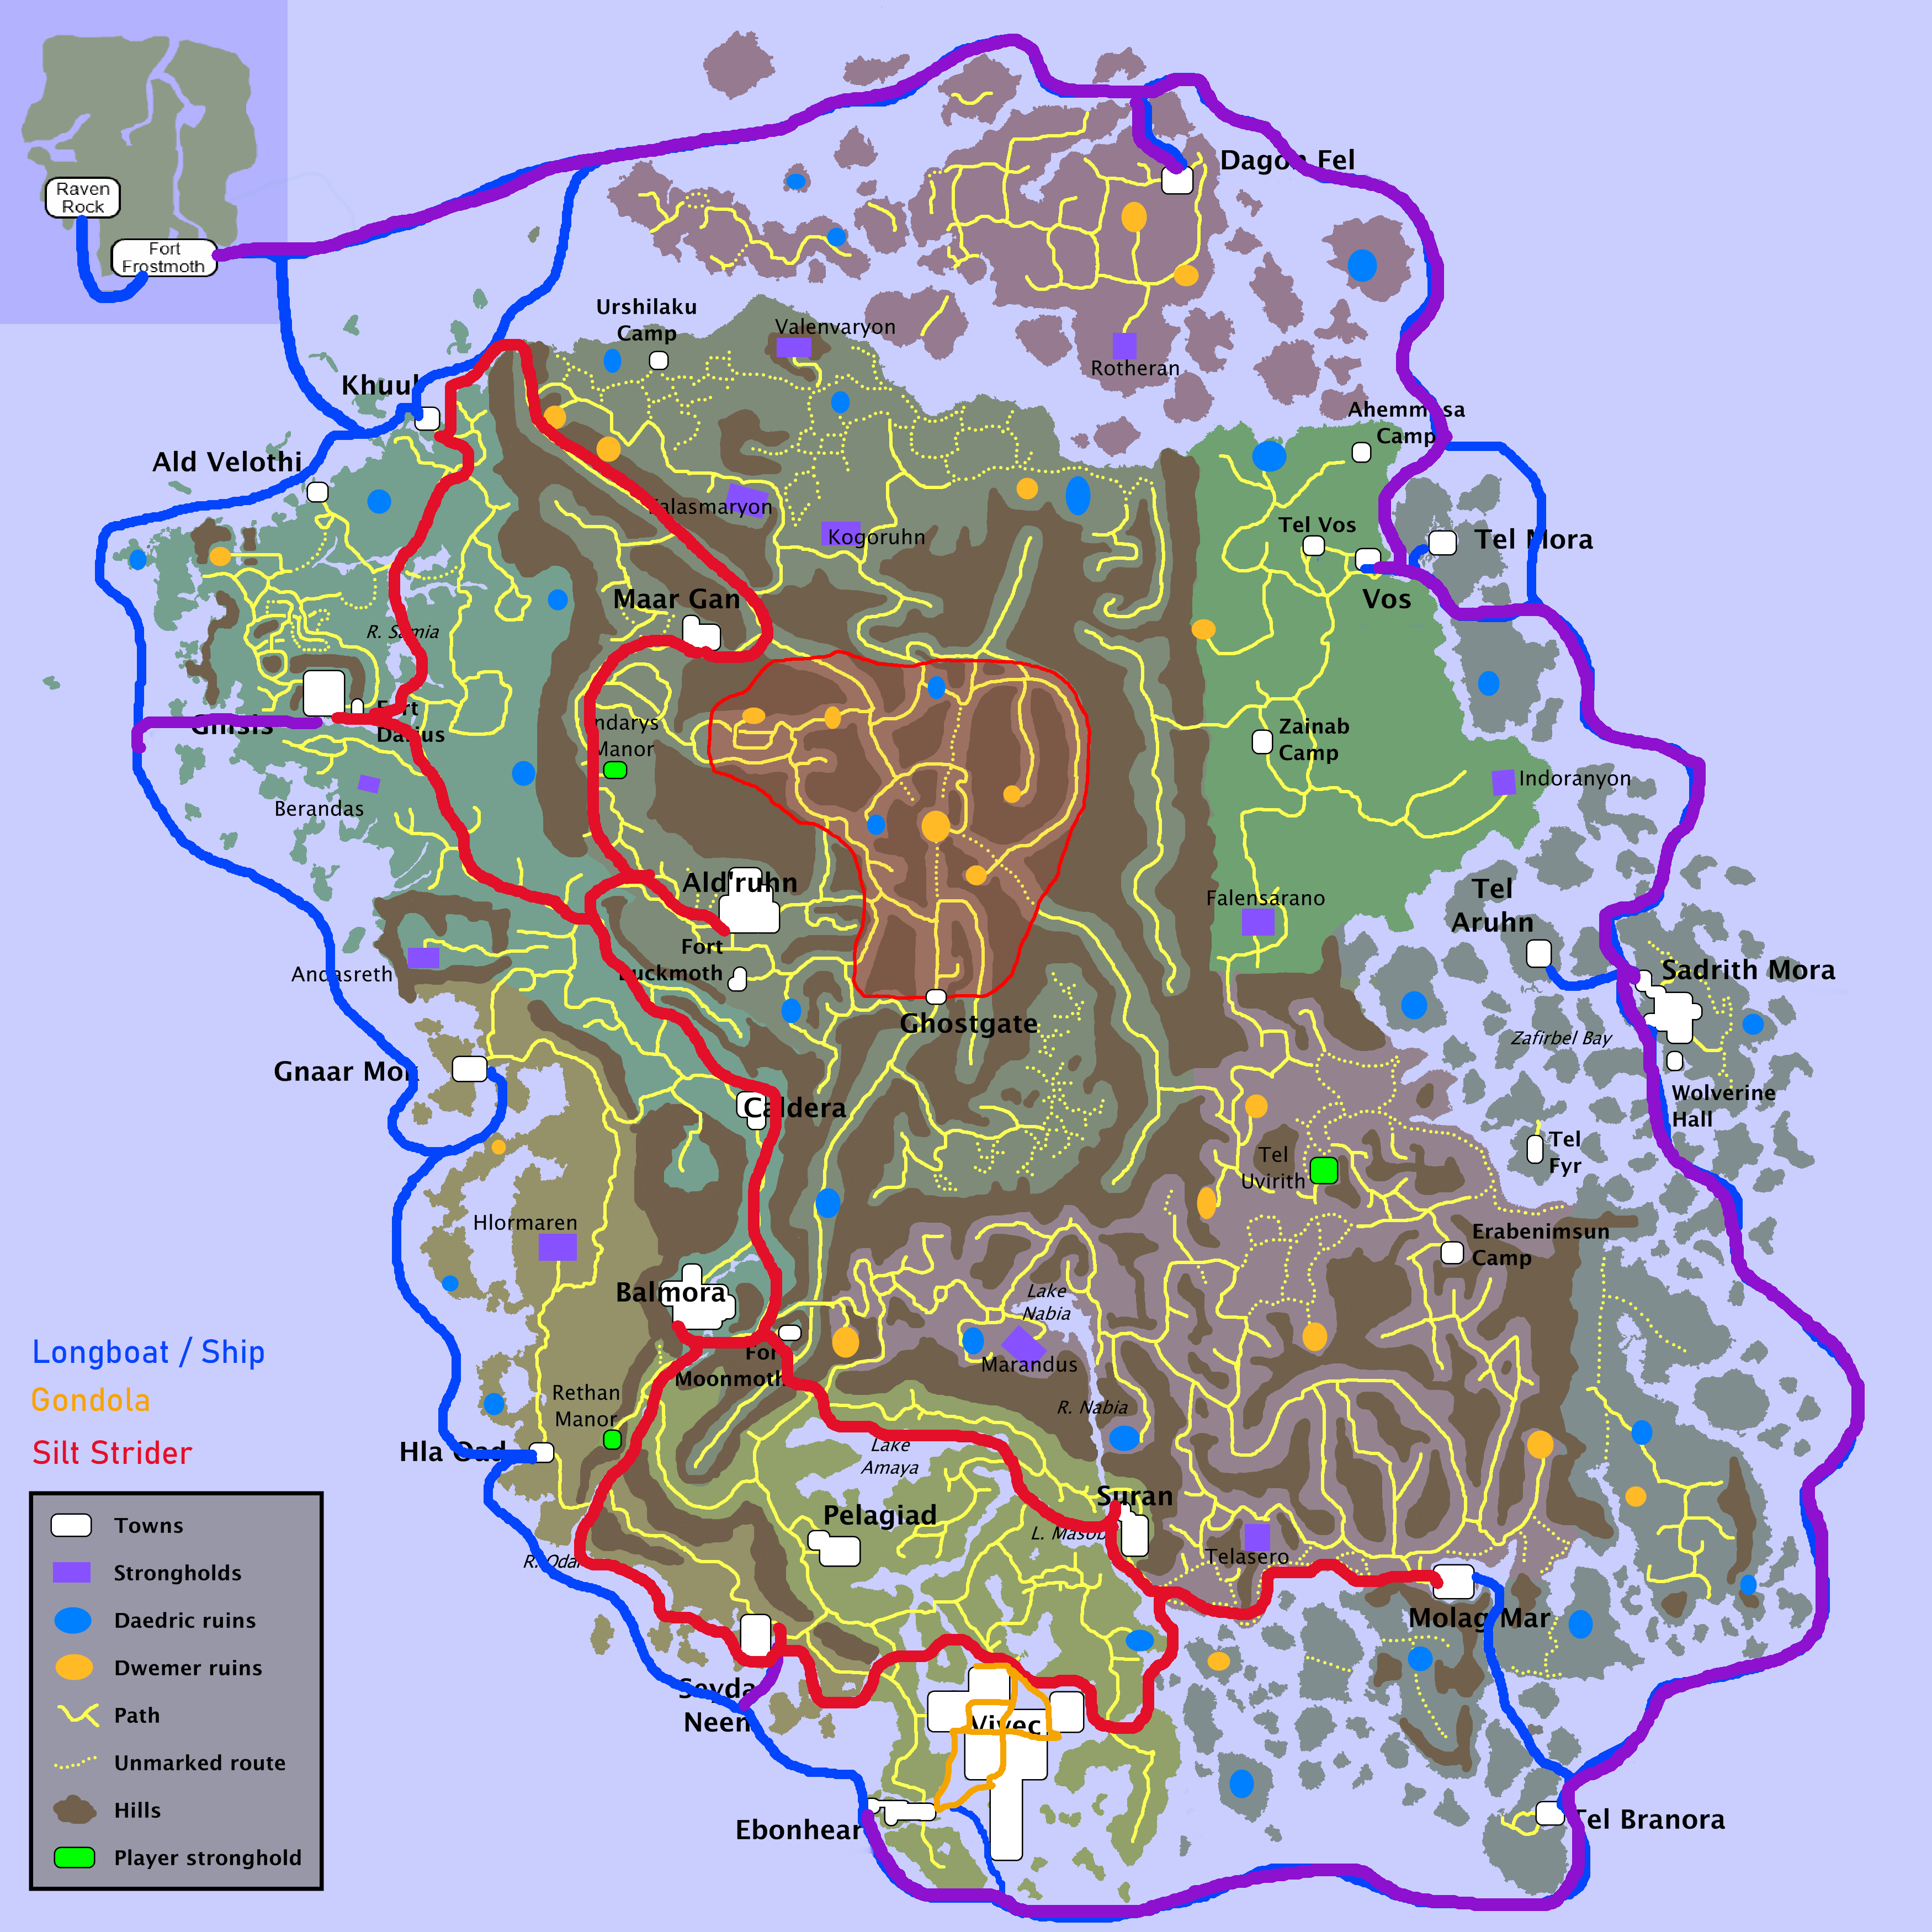 Raven
Rock
Fort
Frostmoth
Dagon Fel
Urshilaku
Camp
Valenvaryon
Rotheran
Khuul
Ahemmusa
Camp
Ald Velothi
Falasmaryon
Kogoruhn
Tel Vos
Tel Mora
Vos
Maar Gan
R. Samia
Gnisis
Fort
Darius
Indarys
Manor
Zainab
Camp
Indoranyon
Berandas
Ald'ruhn
Falensarano
Tel
Aruhn
Fort
Buckmoth
Andasreth
Sadrith Mora
Ghostgate
Zafirbel Bay
Gnaar Mok
Wolverine
Hall
Caldera
Tel
Fyr
Tel
Uvirith
Hlormaren
Erabenimsun
Camp
Balmora
Lake
Nabia
Marandus
Fort
Moonmoth
Rethan
Manor
R. Nabia
Hla Oad
Lake
Amaya
Suran
Pelagiad
L. Masobi
Telasero
R. Odai
Molag Mar
Seyda
Neen
Vivec
Ebonheart
Tel Branora
Longboat / Ship
Gondola
Silt Strider
Towns
Strongholds
Daedric ruins
Dwemer ruins
Path
Unmarked route
Hills
Player stronghold